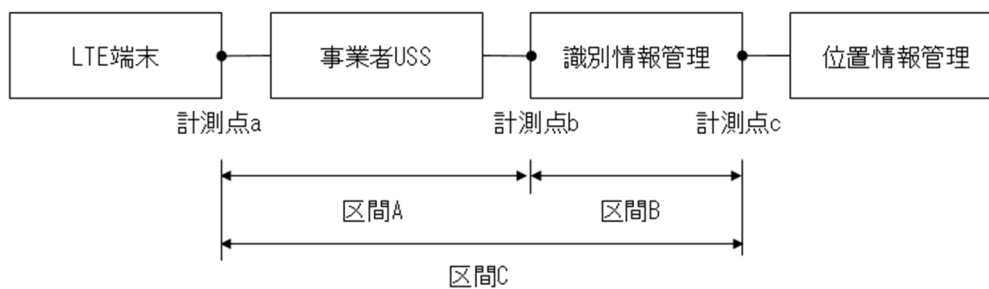 LTE端末
事業者USS
識別情報管理
位置情報管理
計測点a
計測点b
計測点c
区間A
区間B
区間C